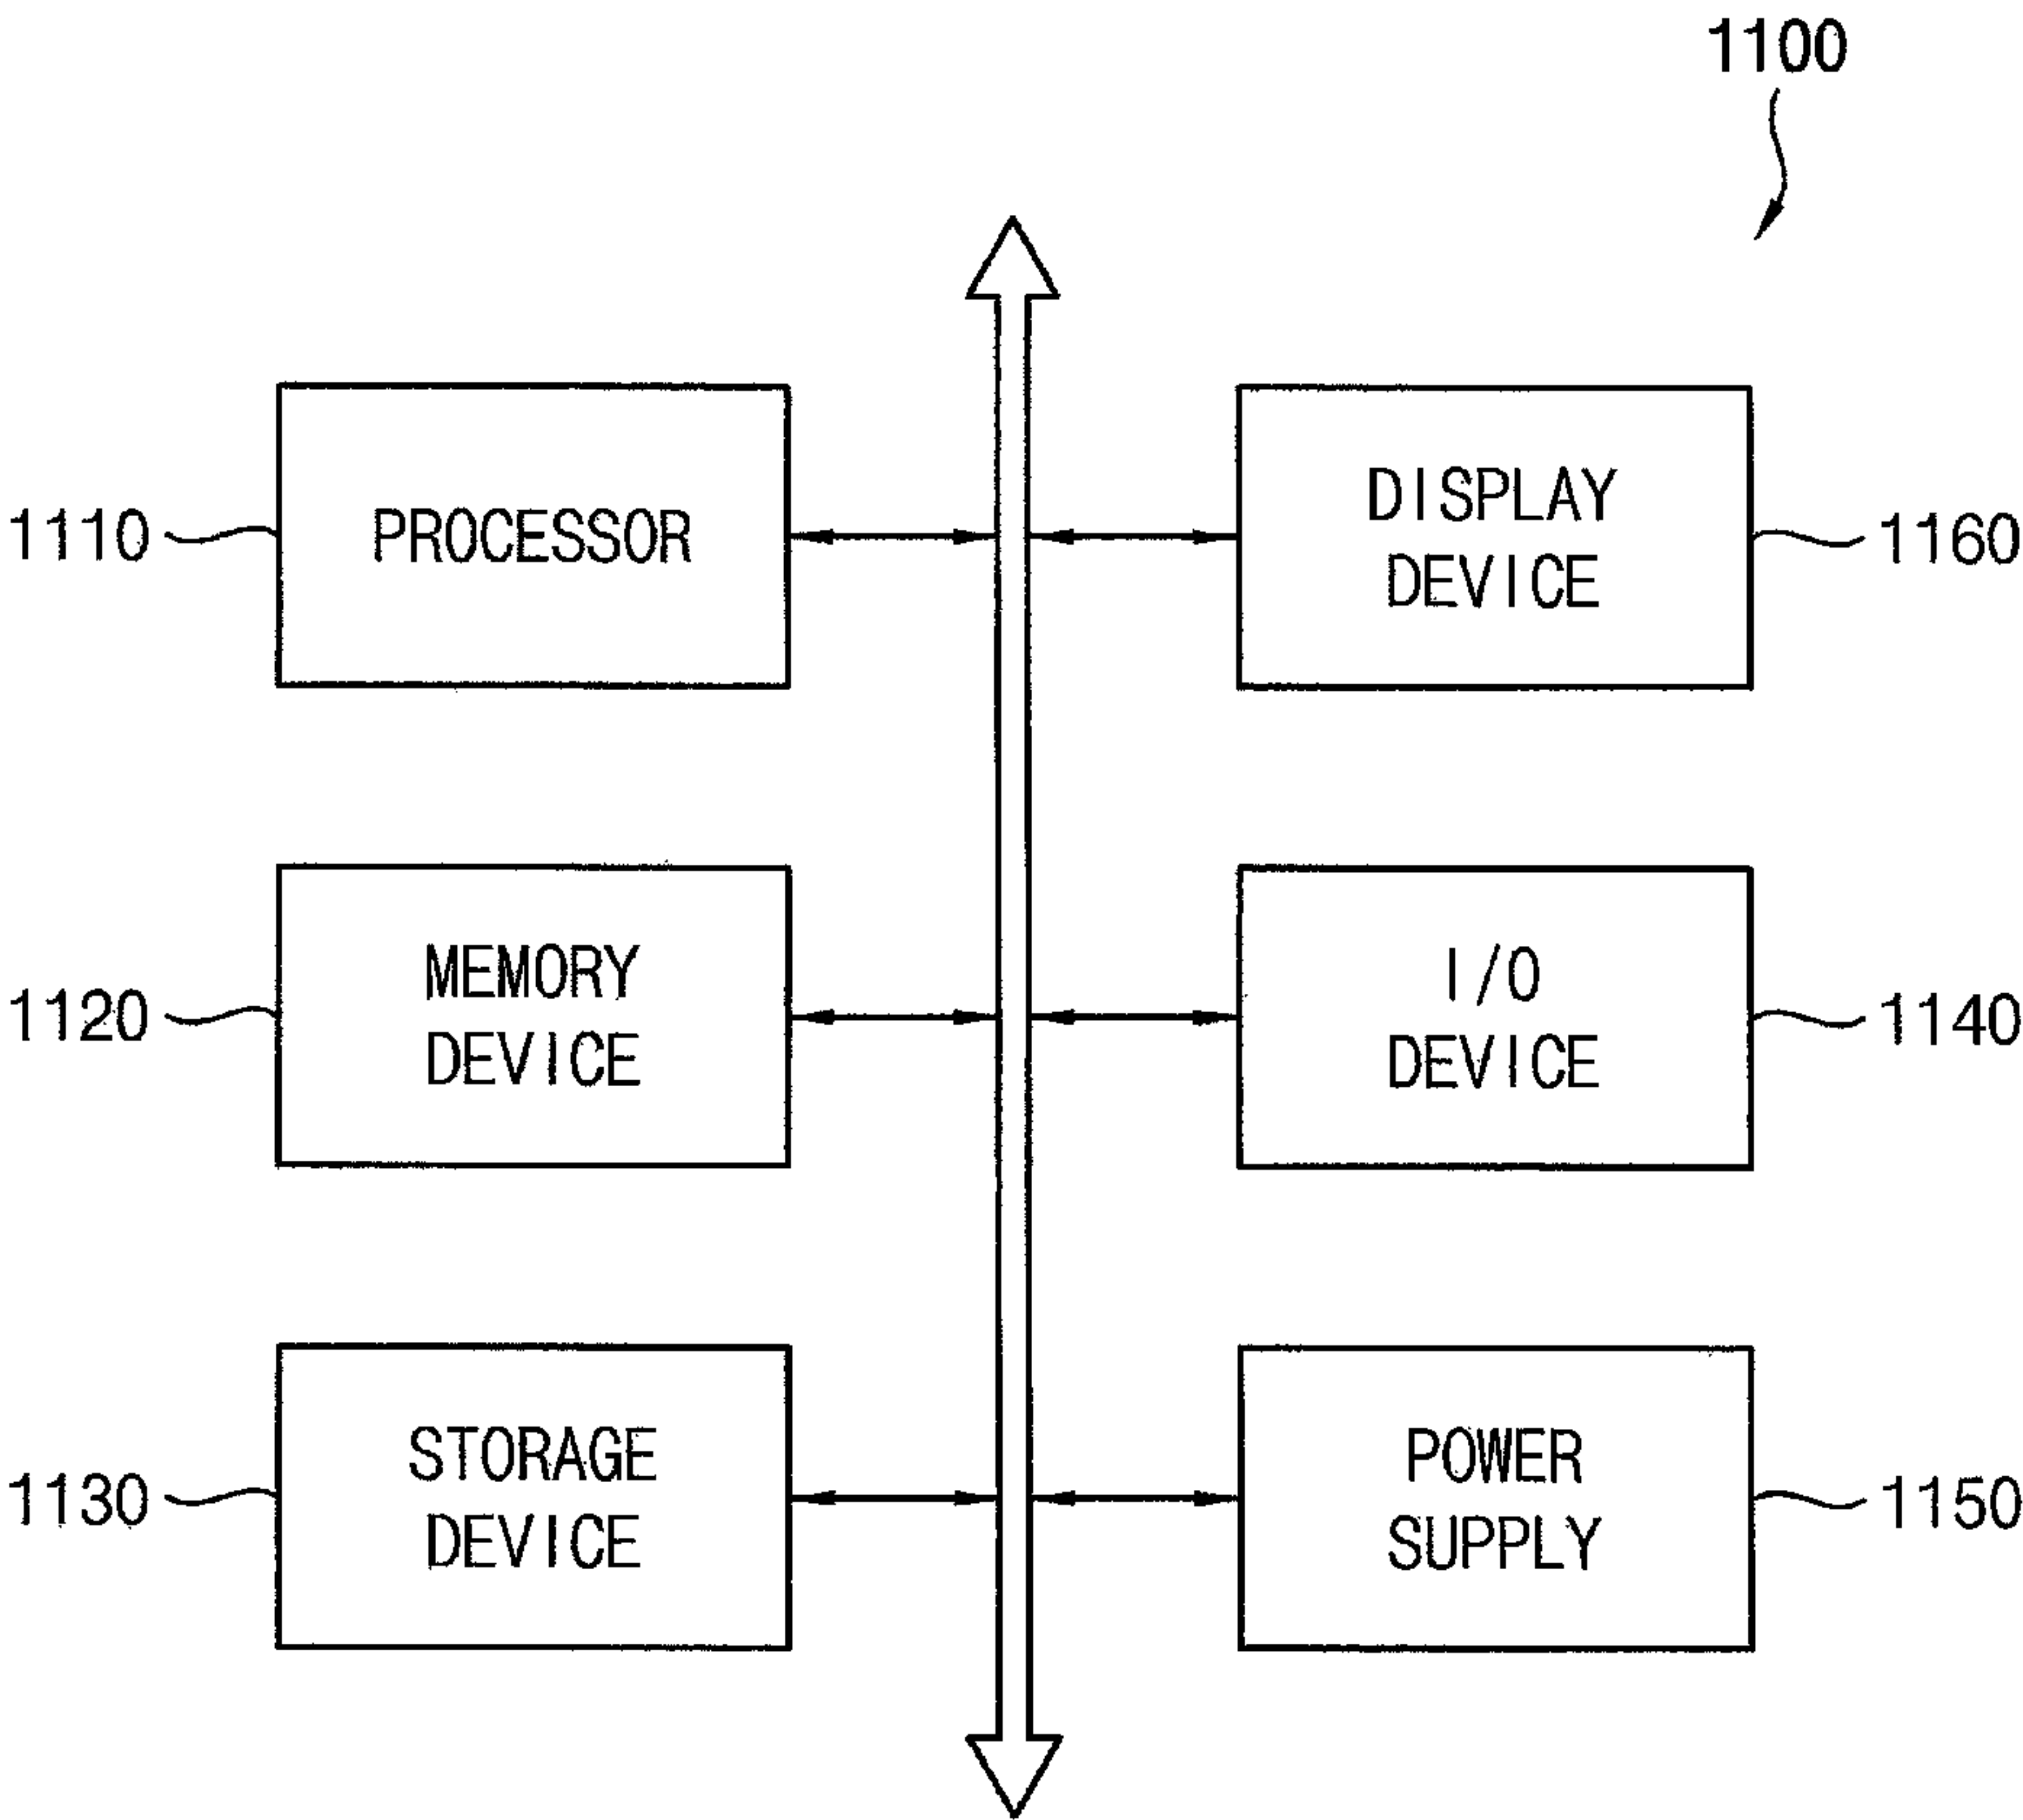 1100
1110
PROCESSOR
DISPLAY
DEVICE
1160
1120
MEMORY
DEVICE
I/O
DEVICE
1140
1130
STORAGE
DEVICE
POWER
SUPPLY
1150